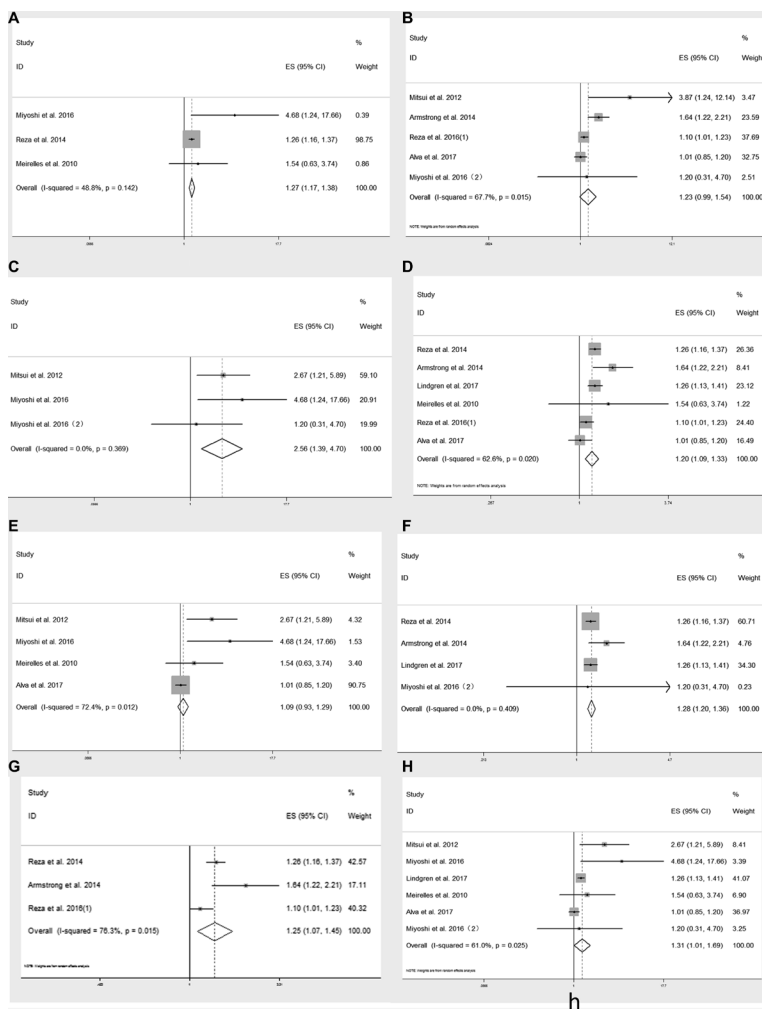 A
Study %
ID ES (95% CI) Weight
Miyoshi 2016 4.68 (1.24, 17.66) 0.39
Reza et al. 2014 1.26 (1.16, 1.37) 98.75
Meirelles et al. 2010 1.54 (0.63, 3.74) 0.86
Overall (I-squared = 48.8%, p = 0.142) 1.27 (1.17, 1.38) 100.00
1
B
Study %
ID ES (95% CI) Weight
Mitsui et al. 2012 3.87 (1.24, 12.14) 3.47
Armstrong et al. 2014 1.64 (1.22, 2.21) 23.59
Reza et al. 2016(1) 1.10 (1.01, 1.23) 37.69
Alva et al. 2017 1.01 (0.85, 1.20) 32.75
Miyoshi et al. 2016（2） 1.20 (0.31, 4.70) 2.51
Overall (I-squared = 67.7%, p = 0.015) 1.23 (0.99, 1.54) 100.00
NOTE: Weights are from random effects analysis
1
C
Study %
ID ES (95% CI) Weight
Mitsui et al. 2012 2.67 (1.21, 5.89) 59.10
Miyoshi et al. 2016 4.68 (1.24, 17.66) 20.91
Miyoshi et al. 2016（2） 1.20 (0.31, 4.70) 19.99
Overall (I-squared = 0.0%, p = 0.369) 2.56 (1.39, 4.70) 100.00
1
D
Study %
ID ES (95% CI) Weight
Reza et al. 2014 1.26 (1.16, 1.37) 26.36
Armstrong et al. 2014 1.64 (1.22, 2.21) 8.41
Lindgren et al. 2017 1.26 (1.13, 1.41) 23.12
Meirelles et al. 2010 1.54 (0.63, 3.74) 1.22
Reza et al. 2016(1) 1.10 (1.01, 1.23) 24.40
Alva et al. 2017 1.01 (0.85, 1.20) 16.49
Overall (I-squared = 62.6%, p = 0.020) 1.20 (1.09, 1.33) 100.00
NOTE: Weights are from random effects analysis
.267 1 3.74
E
Study %
ID ES (95% CI) Weight
Mitsui et al. 2012 2.67 (1.21, 5.89) 4.32
Miyoshi et al. 2016 4.68 (1.24, 17.66) 1.53
Meirelles et al. 2010 1.54 (0.63, 3.74) 3.40
Alva et al. 2017 1.01 (0.85, 1.20) 90.75
Overall (I-squared = 72.4%, p = 0.012) 1.09 (0.93, 1.29) 100.00
1
F
Study %
ID ES (95% CI) Weight
Reza et al. 2014 1.26 (1.16, 1.37) 60.71
Armstrong et al. 2014 1.64 (1.22, 2.21) 4.76
Lindgren et al. 2017 1.26 (1.13, 1.41) 34.30
Miyoshi et al. 2016（2） 1.20 (0.31, 4.70) 0.23
Overall (I-squared = 0.0%, p = 0.409) 1.28 (1.20, 1.36) 100.00
1 4.7
G
Study %
ID ES (95% CI) Weight
Reza et al. 2014 1.26 (1.16, 1.37) 42.57
Armstrong et al. 2014 1.64 (1.22, 2.21) 17.11
Reza et al. 2016(1) 1.10 (1.01, 1.23) 40.32
Overall (I-squared = 76.3%, p = 0.015) 1.25 (1.07, 1.45) 100.00
NOTE: Weights are from random effects analysis
1
H
Study %
ID ES (95% CI) Weight
Mitsui et al. 2012 2.67 (1.21, 5.89) 8.41
Miyoshi et al. 2016 4.68 (1.24, 17.66) 3.39
Lindgren et al. 2017 1.26 (1.13, 1.41) 41.07
Meirelles et al. 2010 1.54 (0.63, 3.74) 6.90
Alva et al. 2017 1.01 (0.85, 1.20) 36.97
Miyoshi et al. 2016（2） 1.20 (0.31, 4.70) 3.25
Overall (I-squared = 61.0%, p = 0.025) 1.31 (1.01, 1.69) 100.00
NOTE: Weights are from random effects analysis
1
h